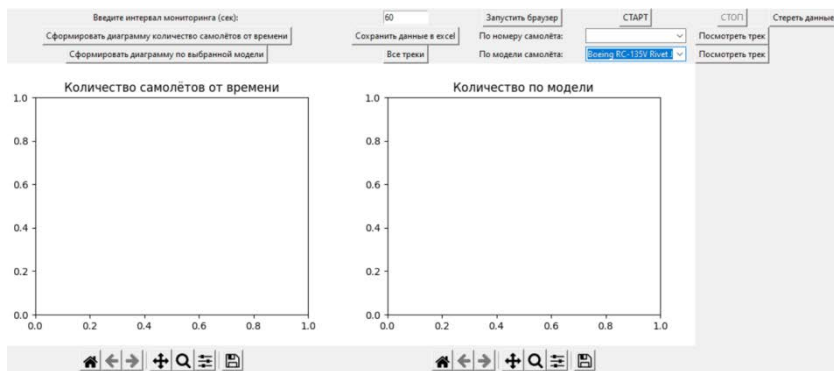 Введите интервал мониторинга (сек): 60 Запустить браузер СТАРТ СТОП Стереть данные
Сформировать диаграмму количество самолётов от времени Сохранить данные в excel По номеру самолёта: Посмотреть трек
Сформировать диаграмму по выбранной модели Все треки По модели самолёта: Boeing RC-135V Rivet J Посмотреть трек
Количество самолётов от времени Количество по модели
1.0 1.0
0.8 0.8
0.6 0.6
0.4 0.4
0.2 0.2
0.0 0.0
0.0 0.2 0.4 0.6 0.8 1.0 0.0 0.2 0.4 0.6 0.8 1.0